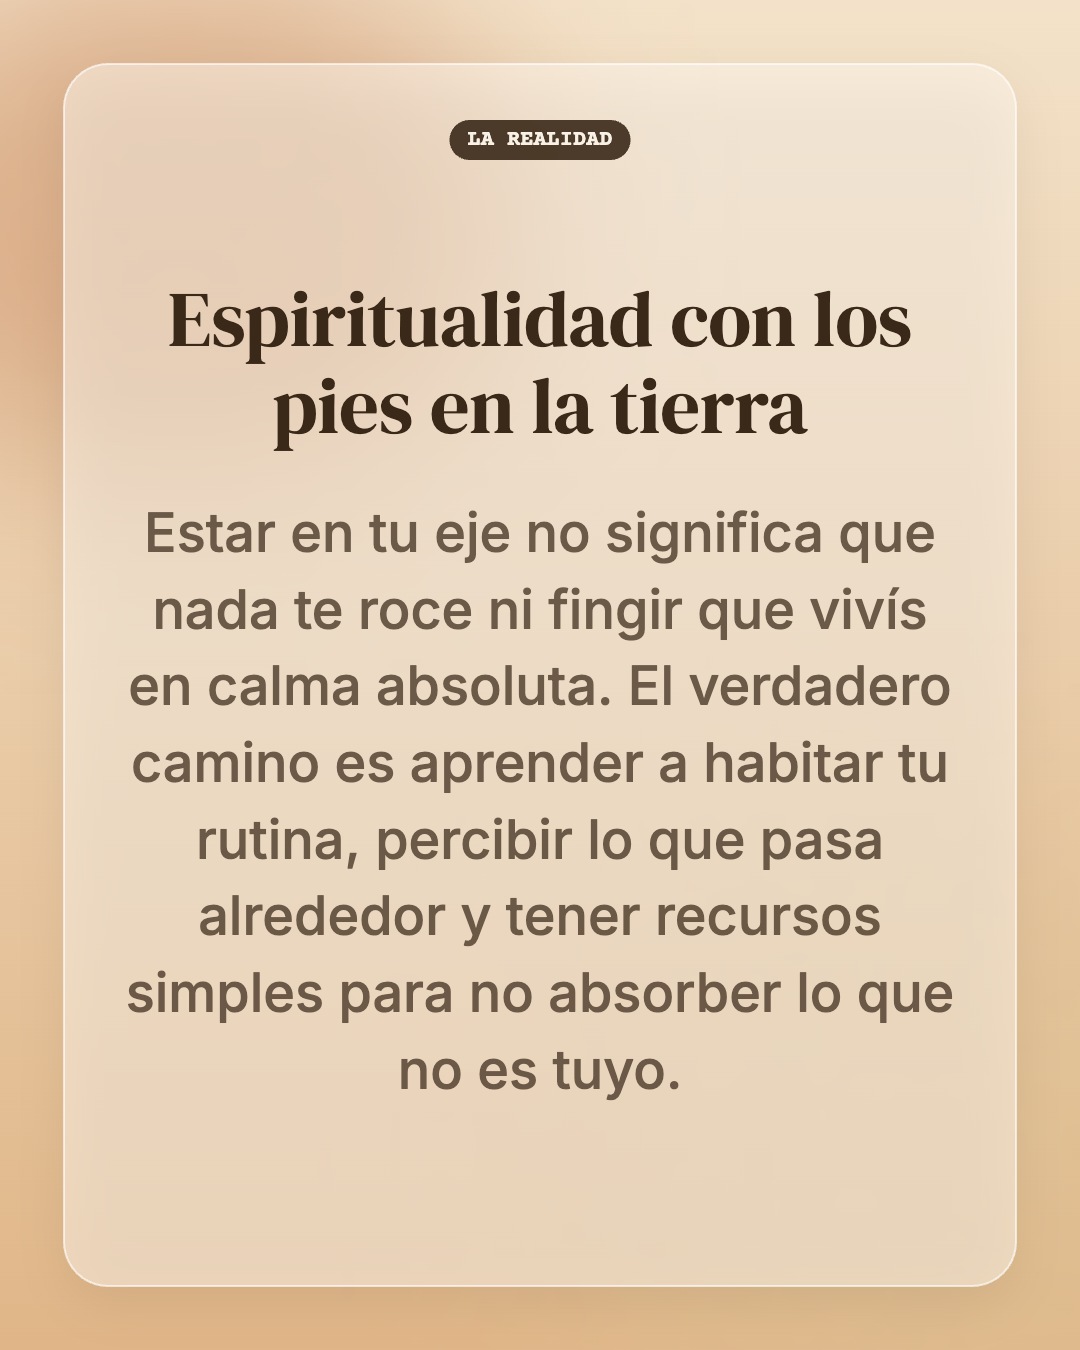 LA REALIDAD
Espiritualidad con los
pies en la tierra
Estar en tu eje no significa que
nada te roce ni fingir que vivís
en calma absoluta. El verdadero
camino es aprender a habitar tu
rutina, percibir lo que pasa
alrededor y tener recursos
simples para no absorber lo que
no es tuyo.